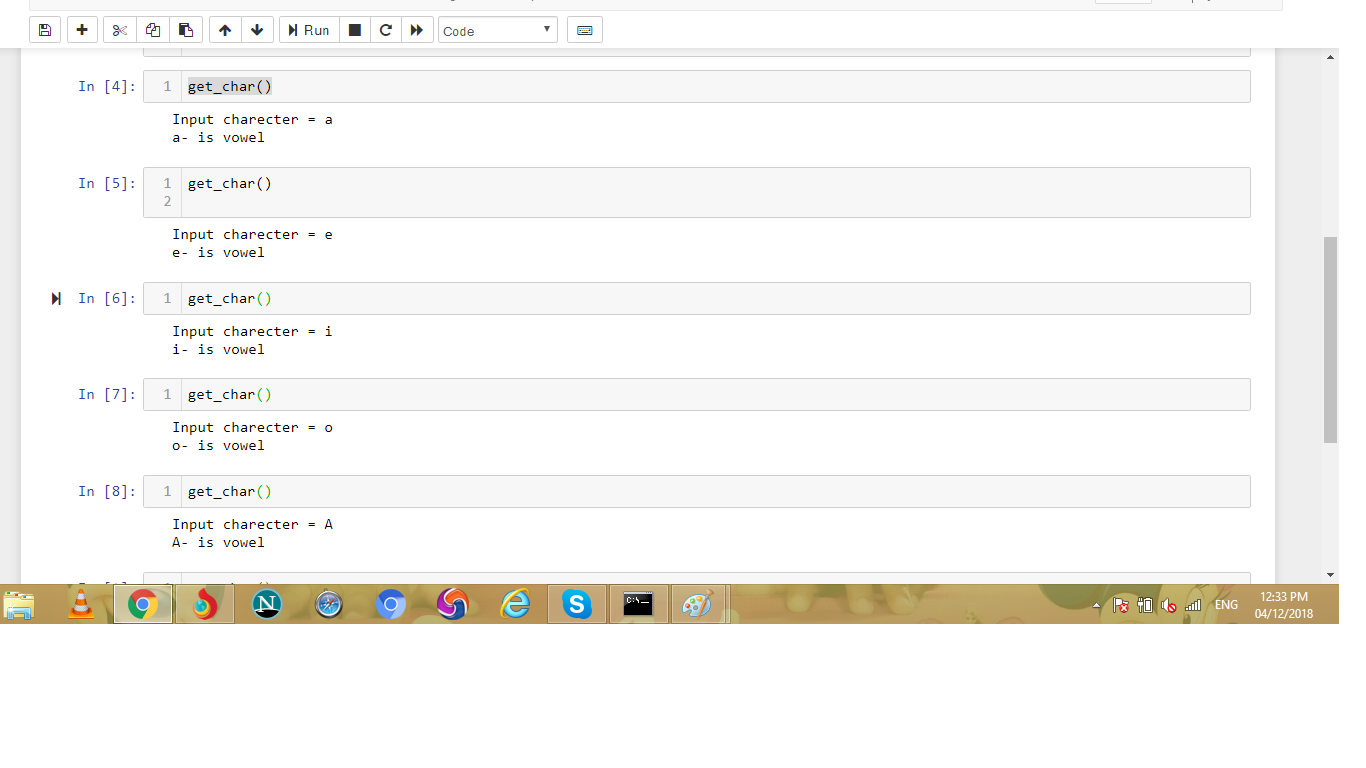 Run
Code
In [4]:
1
get_char()
Input charecter = a
a- is vowel
In [5]:
1
get_char()
2
Input charecter = e
e- is vowel
In [6]:
1
get_char()
Input charecter = i
i- is vowel
In [7]:
1
get_char()
Input charecter = o
o- is vowel
In [8]:
1
get_char()
Input charecter = A
A- is vowel
N
S
C:\._
ENG
12:33 PM
04/12/2018